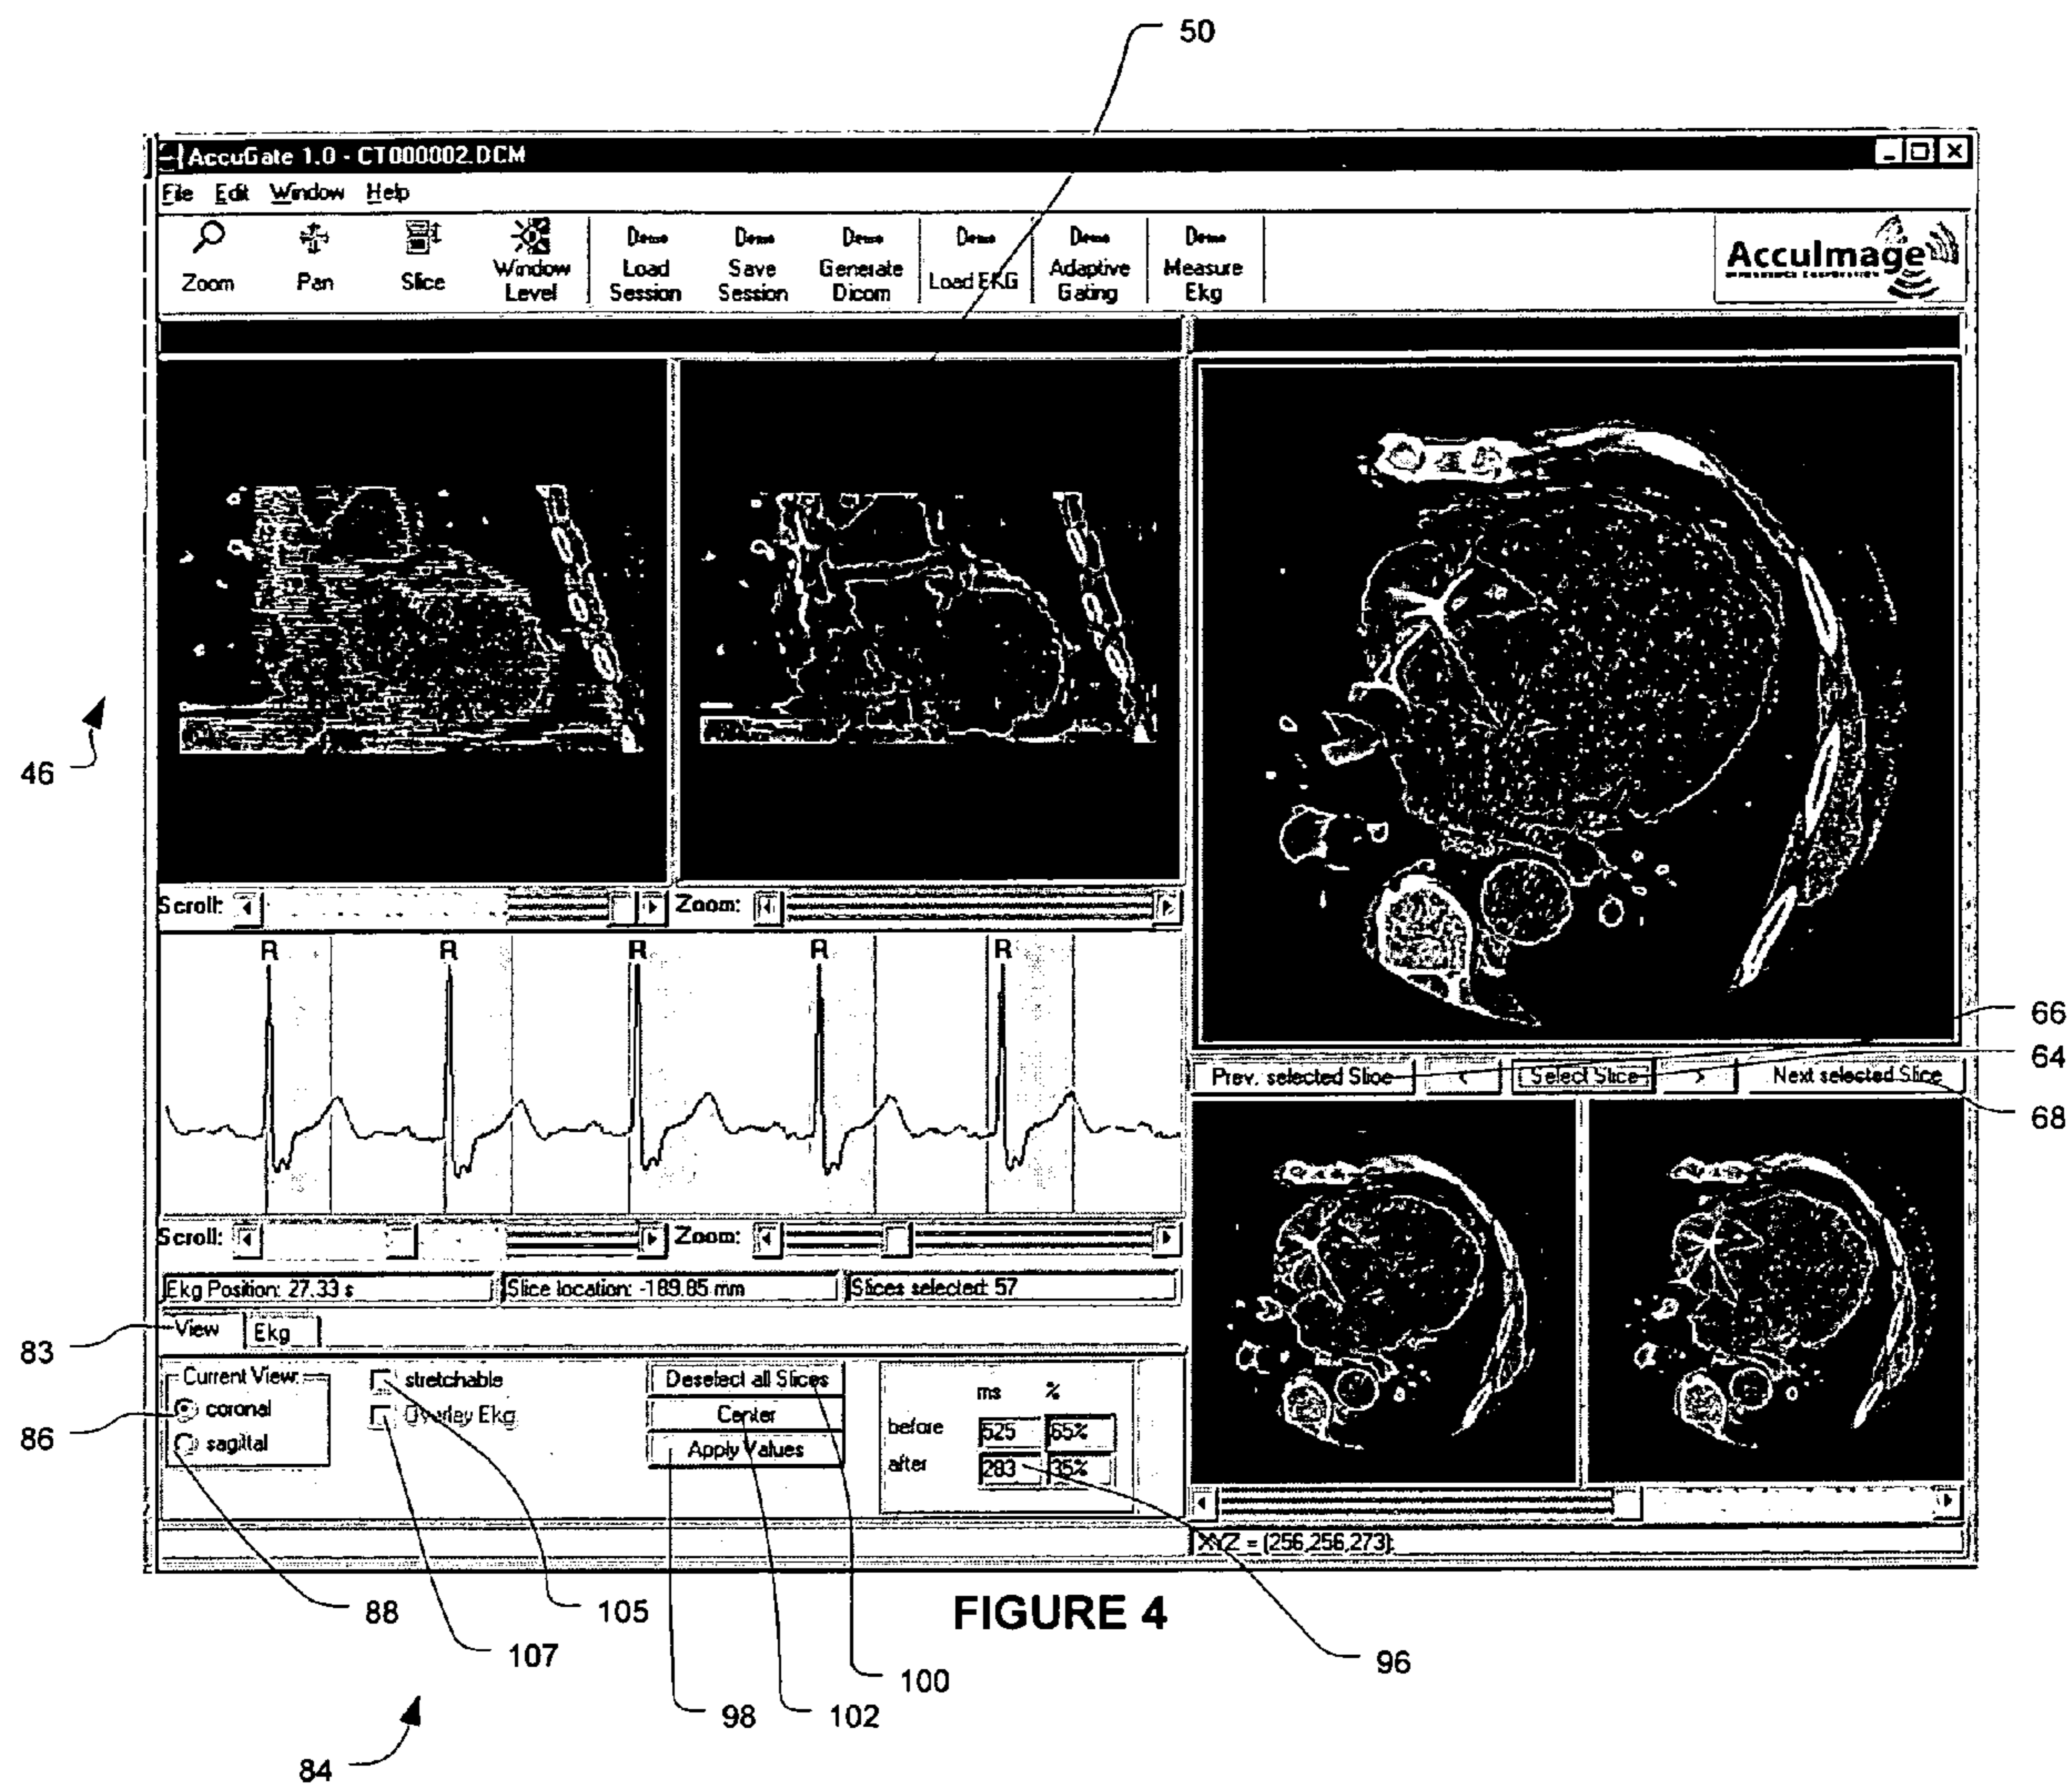 50
AccuGate 1.0 - CT000002.DCM
File Edit Window Help
Zoom
Pan
Slice
Window Level
Demo Load Session
Demo Save Session
Demo Generate Dicom
Demo Load EKG
Demo Adaptive Gating
Demo Measure Ekg
AccuImage
46
Scroll:
Zoom:
R R R R R
66
64
68
Prev. selected Slice
<
Select Slice
>
Next selected Slice
Scroll:
Zoom:
Ekg Position: 27.33 s
Slice location: -189.85 mm
Slices selected: 57
83
View
Ekg
86
Current View:
coronal
sagittal
stretchable
Overlay Ekg
Deselect all Slices
Center
Apply Values
ms %
before 525 65%
after 283 35%
XYZ = (256,256,273)
88
105
107
98
102
100
96
84
FIGURE 4